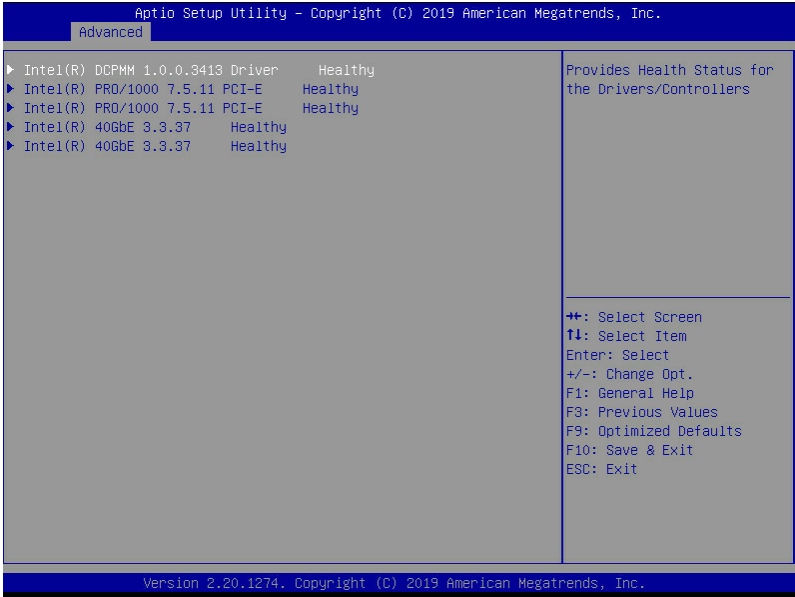 Aptio Setup Utility – Copyright (C) 2019 American Megatrends, Inc.
Advanced
Intel(R) DCPMM 1.0.0.3413 Driver Healthy
Intel(R) PRO/1000 7.5.11 PCI-E Healthy
Intel(R) PRO/1000 7.5.11 PCI-E Healthy
Intel(R) 40GbE 3.3.37 Healthy
Intel(R) 40GbE 3.3.37 Healthy
Provides Health Status for
the Drivers/Controllers
→←: Select Screen
↑↓: Select Item
Enter: Select
+/-: Change Opt.
F1: General Help
F3: Previous Values
F9: Optimized Defaults
F10: Save & Exit
ESC: Exit
Version 2.20.1274. Copyright (C) 2019 American Megatrends, Inc.